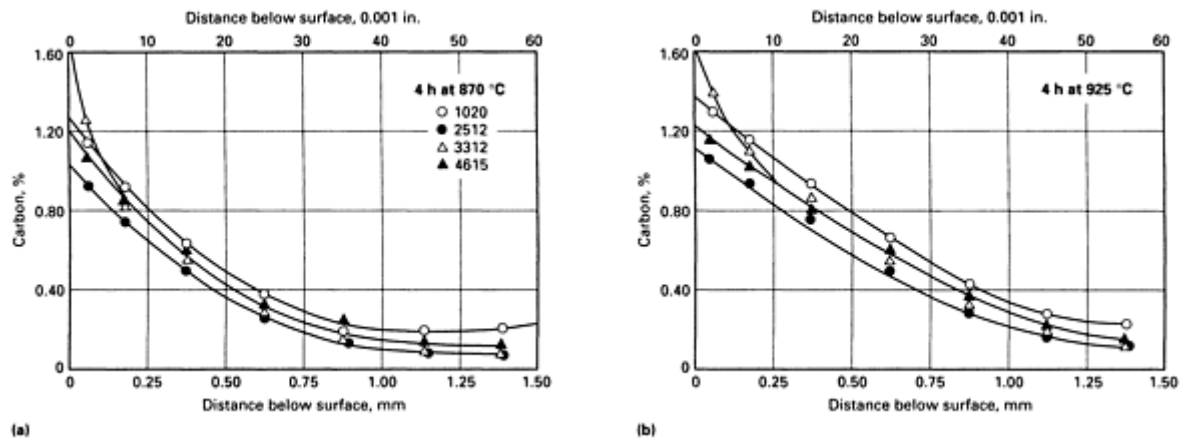 Distance below surface, 0.001 in.
0 10 20 30 40 50 60
1.60
1.20
0.80
0.40
0
Carbon, %
4 h at 870 °C
1020
2512
3312
4615
0 0.25 0.50 0.75 1.00 1.25 1.50
Distance below surface, mm
(a)
Distance below surface, 0.001 in.
0 10 20 30 40 50 60
1.60
1.20
0.80
0.40
0
Carbon, %
4 h at 925 °C
0 0.25 0.50 0.75 1.00 1.25 1.50
Distance below surface, mm
(b)